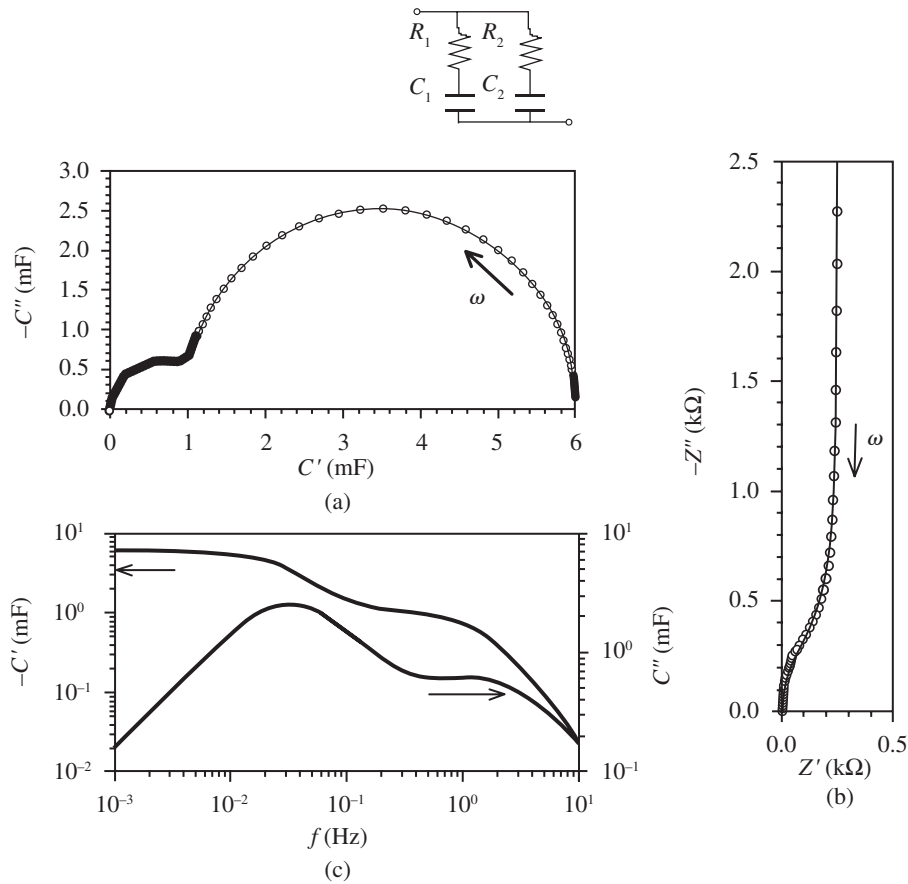 R1 R2
C1 C2
3.0
2.5
2.0
1.5
1.0
0.5
0.0
–C″ (mF)
ω
0 1 2 3 4 5 6
C′ (mF)
(a)
10^1
10^0
10^−1
10^−2
–C′ (mF)
10^1
10^0
10^−1
C″ (mF)
10^−3 10^−2 10^−1 10^0 10^1
f (Hz)
(c)
2.5
2.0
1.5
1.0
0.5
0.0
–Z″ (kΩ)
ω
0.0 0.5
Z′ (kΩ)
(b)